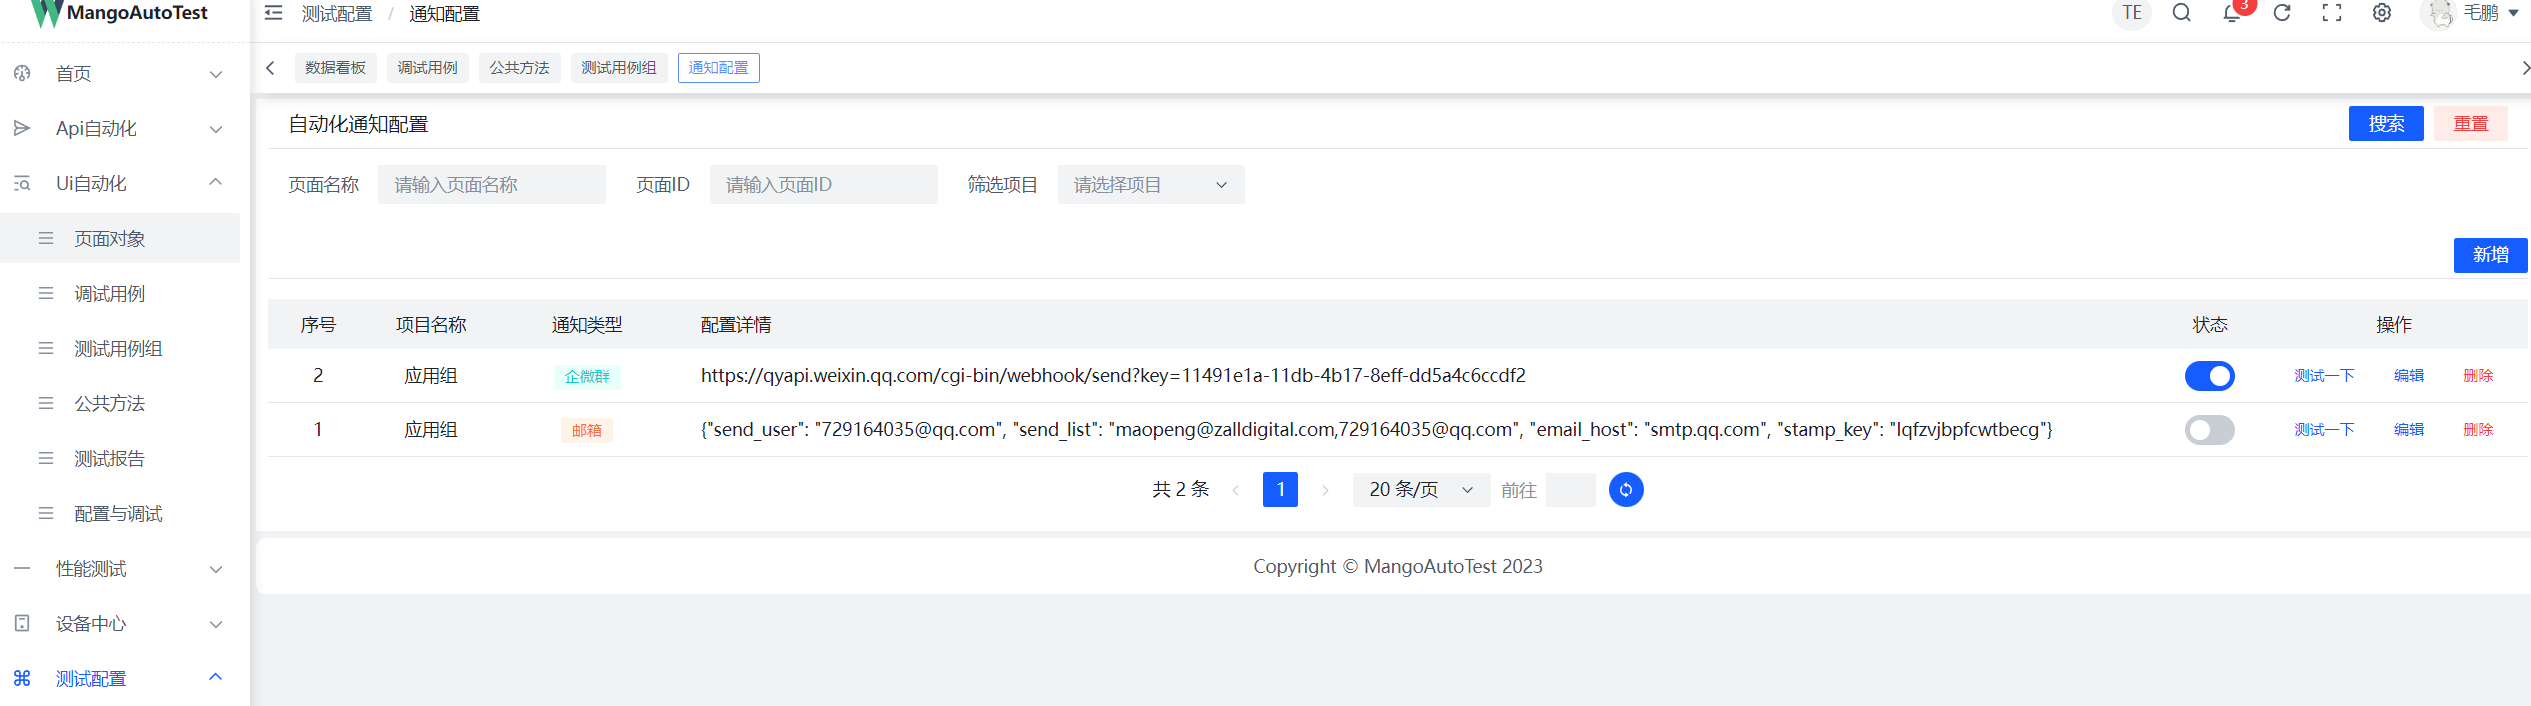 MangoAutoTest
测试配置 / 通知配置
TE 3 毛鹏
首页
Api自动化
Ui自动化
页面对象
调试用例
测试用例组
公共方法
测试报告
配置与调试
性能测试
设备中心
测试配置
数据看板 调试用例 公共方法 测试用例组 通知配置
自动化通知配置 搜索 重置
页面名称 请输入页面名称 页面ID 请输入页面ID 筛选项目 请选择项目
新增
序号 项目名称 通知类型 配置详情 状态 操作
2 应用组 企微群 https://qyapi.weixin.qq.com/cgi-bin/webhook/send?key=11491e1a-11db-4b17-8eff-dd5a4c6ccdf2 测试一下 编辑 删除
1 应用组 邮箱 {"send_user": "729164035@qq.com", "send_list": "maopeng@zalldigital.com,729164035@qq.com", "email_host": "smtp.qq.com", "stamp_key": "lqfzvjbpfcwtbecg"} 测试一下 编辑 删除
共 2 条 1 20 条/页 前往
Copyright © MangoAutoTest 2023